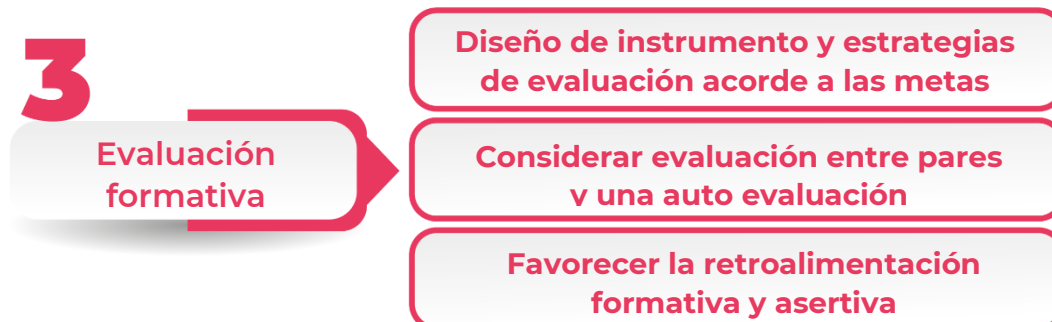 3
Evaluación
formativa
Diseño de instrumento y estrategias
de evaluación acorde a las metas
Considerar evaluación entre pares
y una auto evaluación
Favorecer la retroalimentación
formativa y asertiva